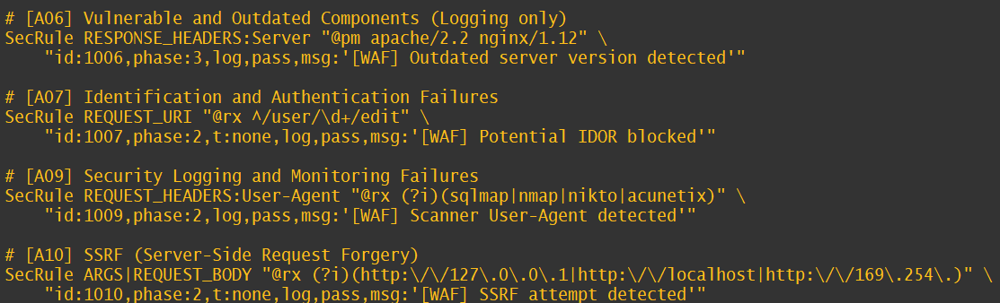 # [A06] Vulnerable and Outdated Components (Logging only)
SecRule RESPONSE_HEADERS:Server "@pm apache/2.2 nginx/1.12" \
    "id:1006,phase:3,log,pass,msg:'[WAF] Outdated server version detected'"

# [A07] Identification and Authentication Failures
SecRule REQUEST_URI "@rx ^/user/\d+/edit" \
    "id:1007,phase:2,t:none,log,pass,msg:'[WAF] Potential IDOR blocked'"

# [A09] Security Logging and Monitoring Failures
SecRule REQUEST_HEADERS:User-Agent "@rx (?i)(sqlmap|nmap|nikto|acunetix)" \
    "id:1009,phase:2,log,pass,msg:'[WAF] Scanner User-Agent detected'"

# [A10] SSRF (Server-Side Request Forgery)
SecRule ARGS|REQUEST_BODY "@rx (?i)(http:\/\/127\.0\.0\.1|http:\/\/localhost|http:\/\/169\.254\.)" \
    "id:1010,phase:2,t:none,log,pass,msg:'[WAF] SSRF attempt detected'"